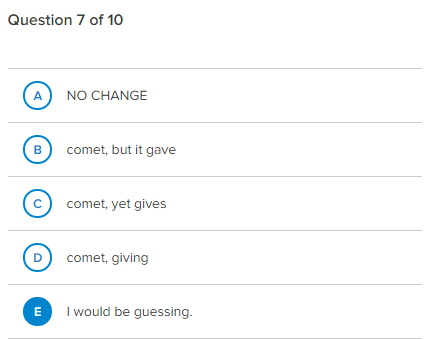 Question 7 of 10
A NO CHANGE
B comet, but it gave
C comet, yet gives
D comet, giving
E I would be guessing.